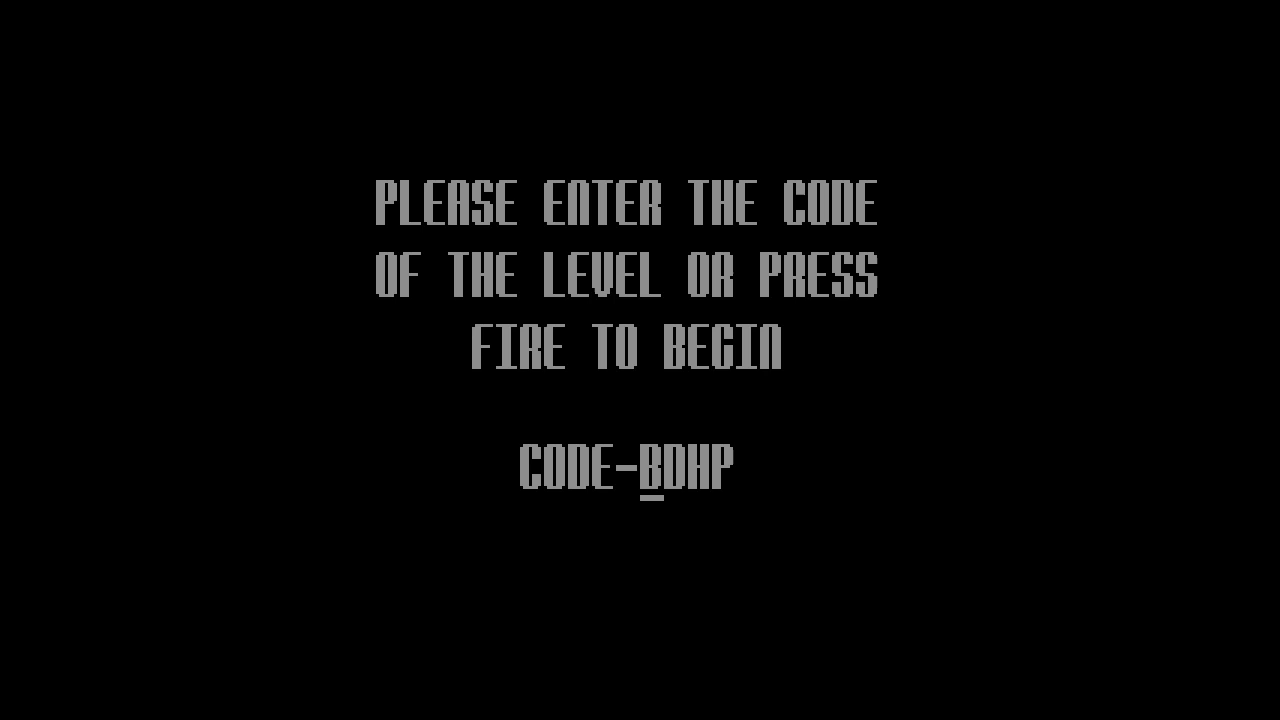 PLEASE ENTER THE CODE
OF THE LEVEL OR PRESS
FIRE TO BEGIN
CODE-BDHP